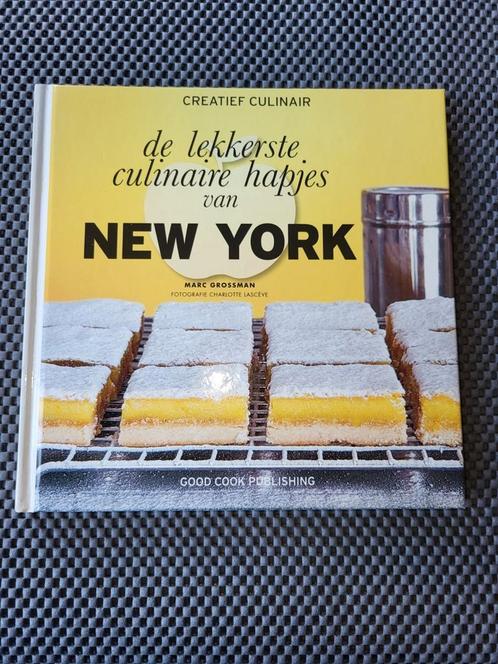 CREATIEF CULINAIR
de lekkerste
culinaire hapjes
van
NEW YORK
MARC GROSSMAN
FOTOGRAFIE CHARLOTTE LASCÈVE
GOOD COOK PUBLISHING